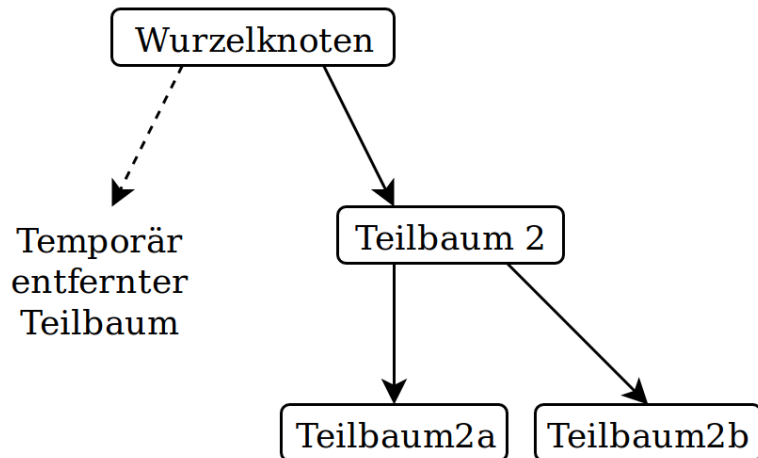 Wurzelknoten
Temporär
entfernter
Teilbaum
Teilbaum 2
Teilbaum2a
Teilbaum2b